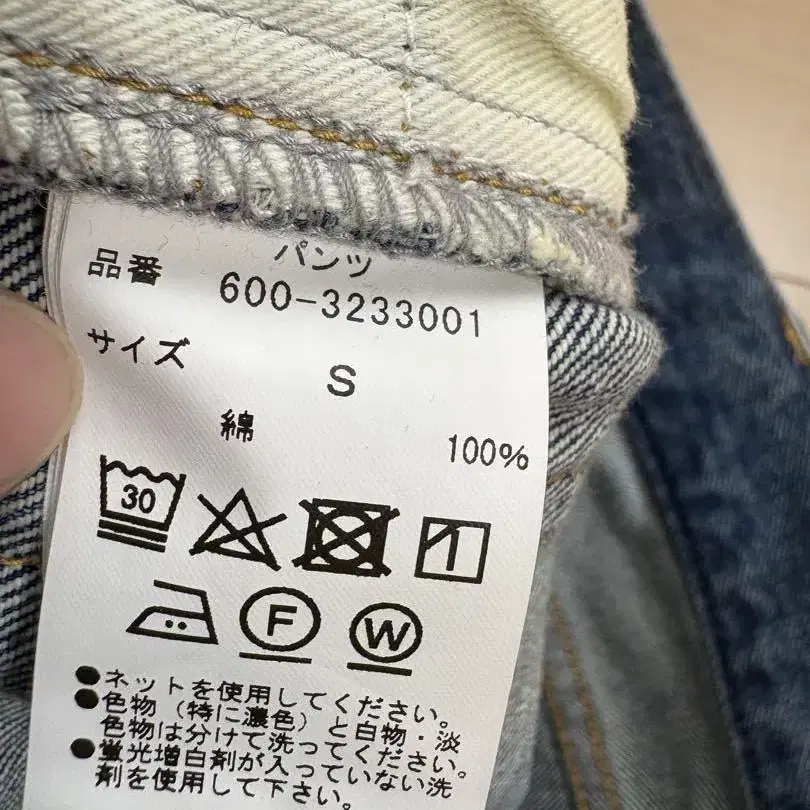 パンツ
品番 600-3233001
サイズ S
綿 100%
30
F W
●ネットを使用してください。
●色物（特に濃色）と白物・淡
色物は分けて洗ってください。
●蛍光増白剤が入っていない洗
剤を使用して下さい。